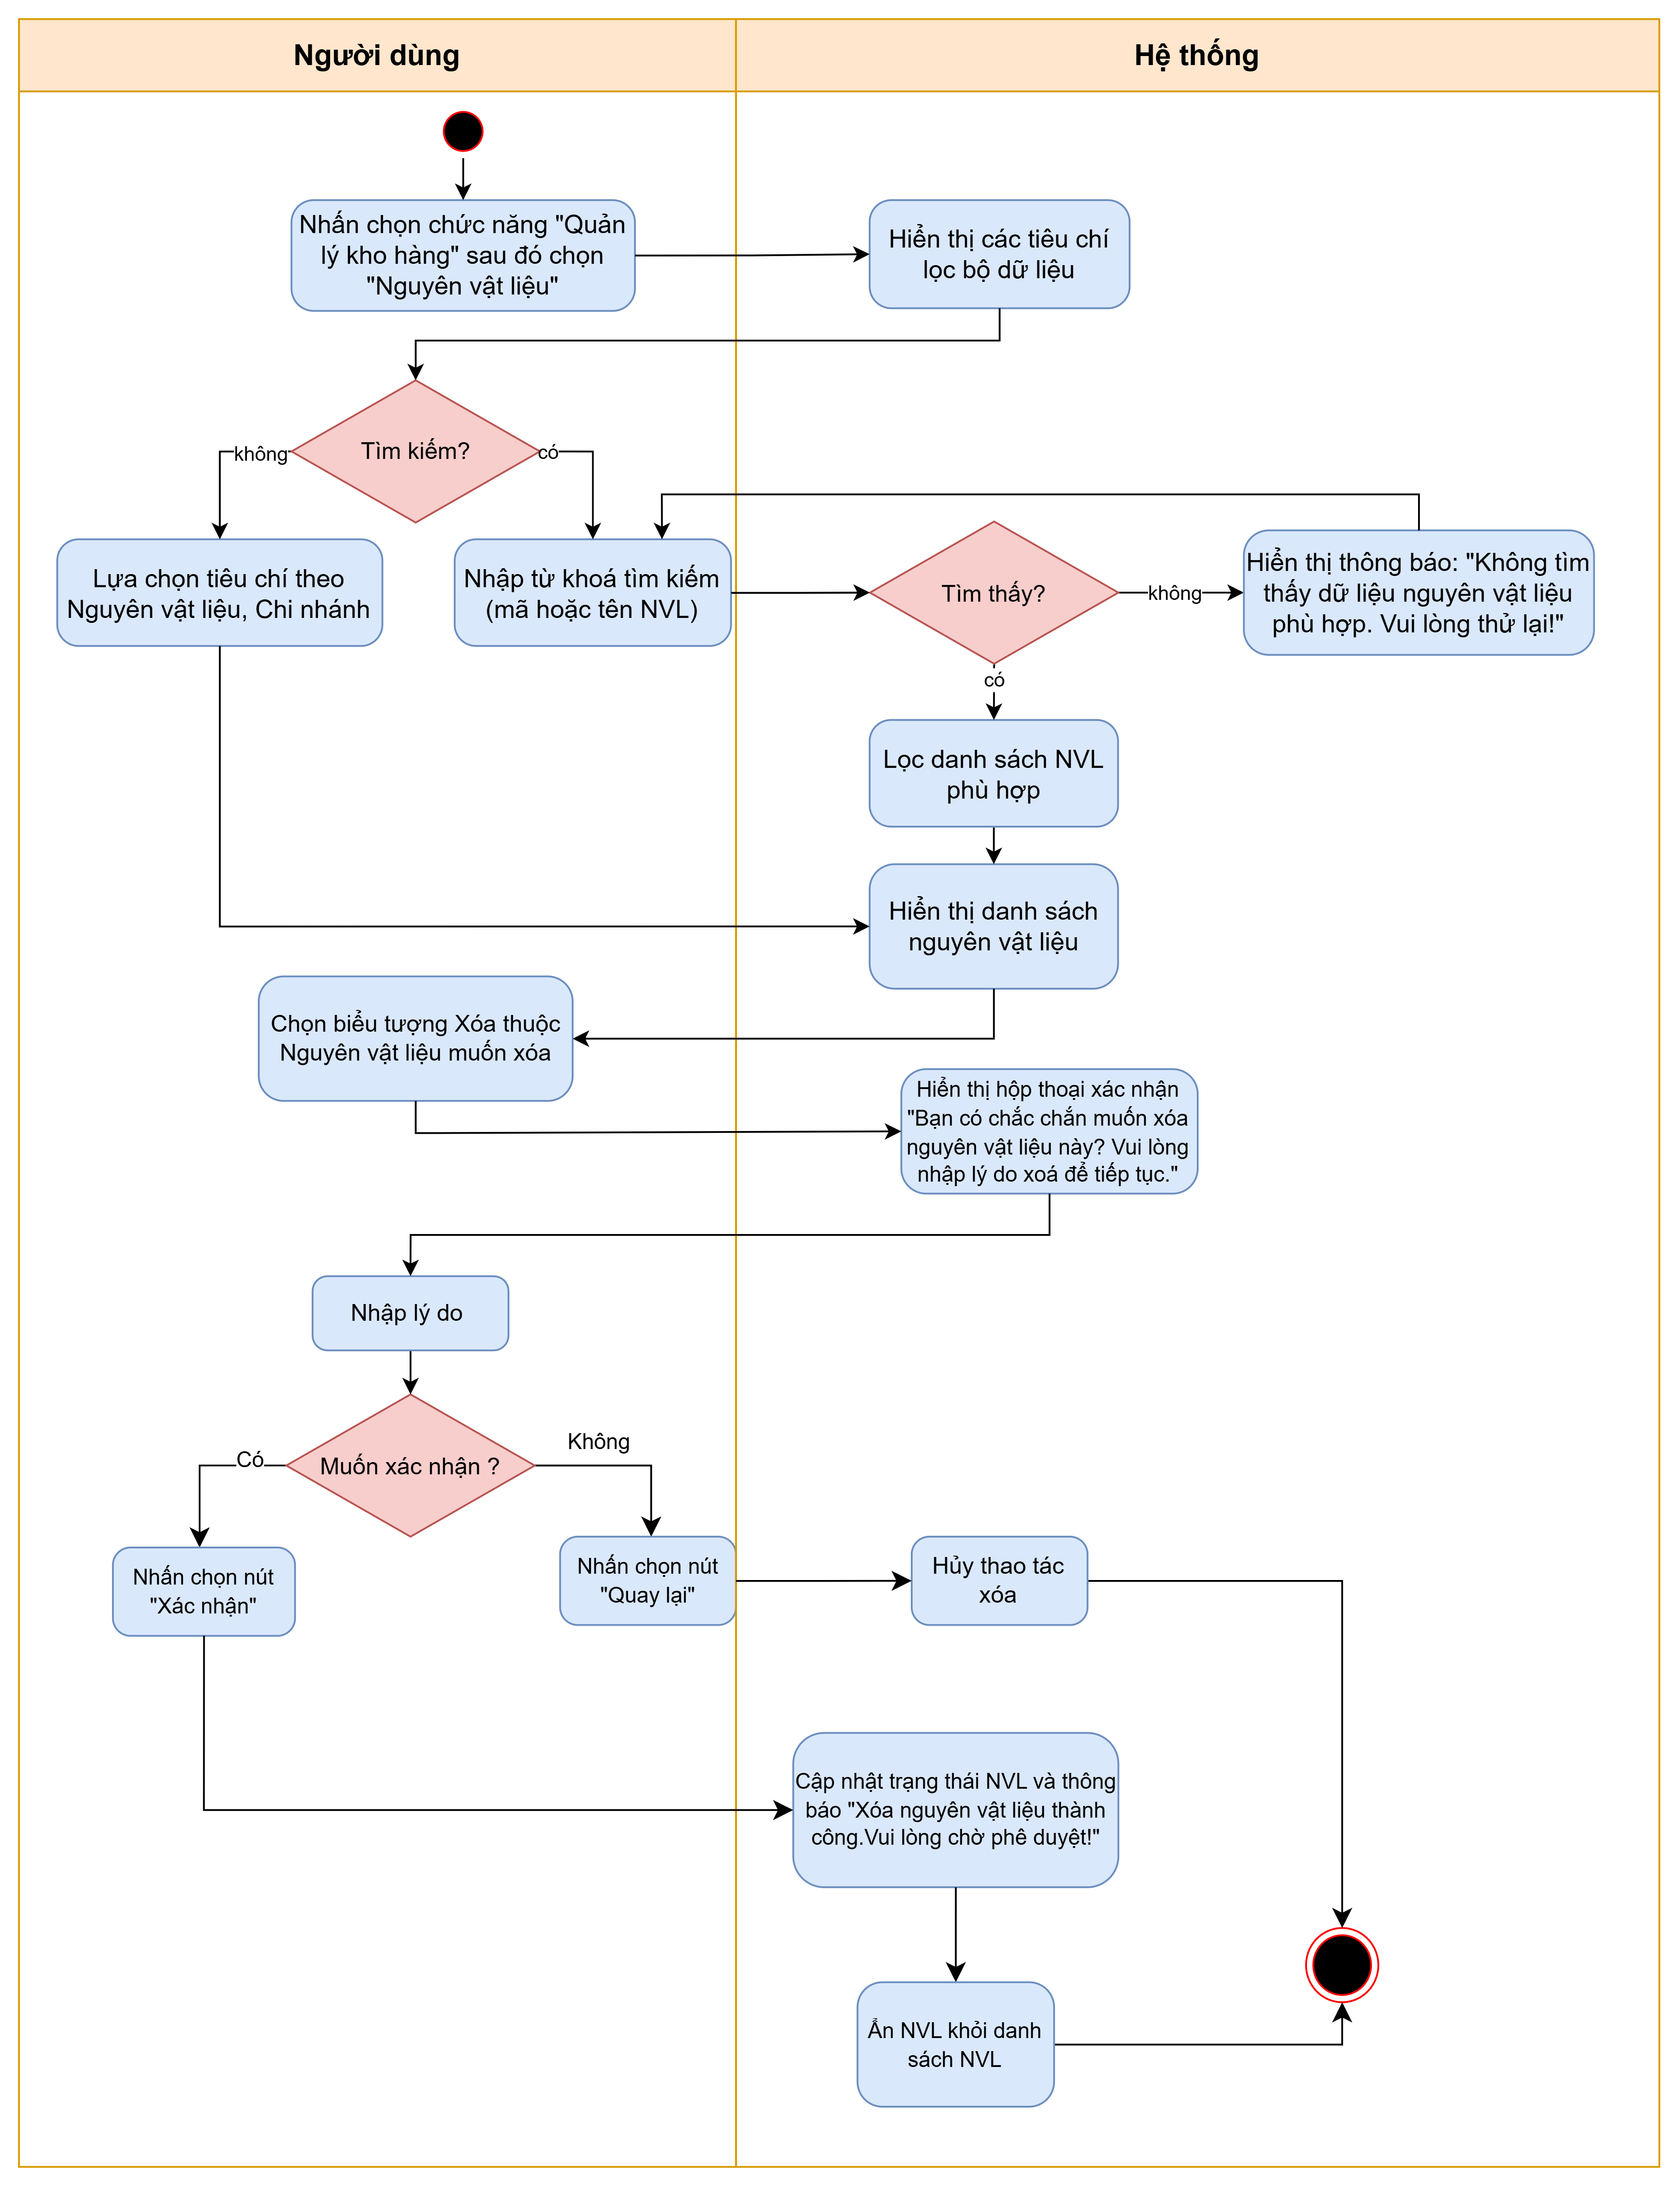 Người dùng
Hệ thống
Nhấn chọn chức năng "Quản
lý kho hàng" sau đó chọn
"Nguyên vật liệu"
Hiển thị các tiêu chí
lọc bộ dữ liệu
Tìm kiếm?
không
có
Lựa chọn tiêu chí theo
Nguyên vật liệu, Chi nhánh
Nhập từ khoá tìm kiếm
(mã hoặc tên NVL)
Tìm thấy?
không
Hiển thị thông báo: "Không tìm
thấy dữ liệu nguyên vật liệu
phù hợp. Vui lòng thử lại!"
có
Lọc danh sách NVL
phù hợp
Hiển thị danh sách
nguyên vật liệu
Chọn biểu tượng Xóa thuộc
Nguyên vật liệu muốn xóa
Hiển thị hộp thoại xác nhận
"Bạn có chắc chắn muốn xóa
nguyên vật liệu này? Vui lòng
nhập lý do xoá để tiếp tục."
Nhập lý do
Muốn xác nhận ?
Có
Không
Nhấn chọn nút
"Xác nhận"
Nhấn chọn nút
"Quay lại"
Hủy thao tác
xóa
Cập nhật trạng thái NVL và thông
báo "Xóa nguyên vật liệu thành
công.Vui lòng chờ phê duyệt!"
Ẩn NVL khỏi danh
sách NVL